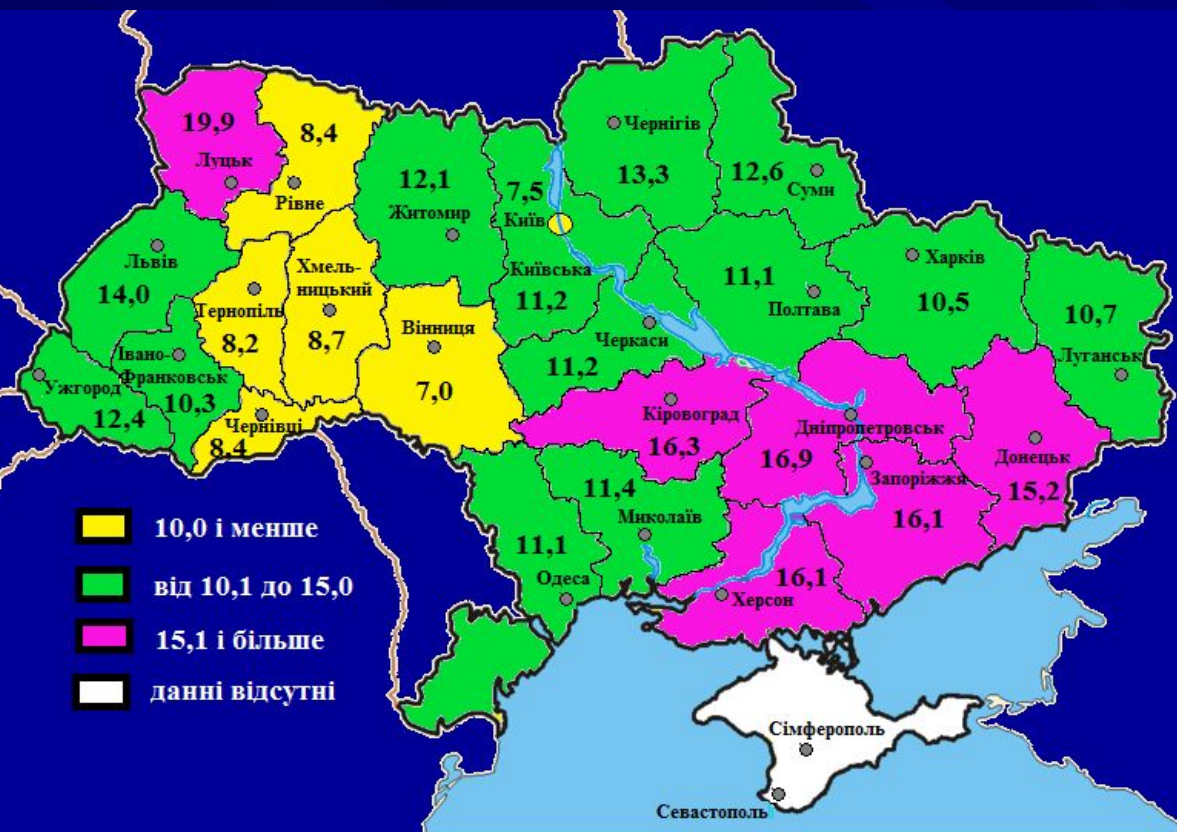 19,9
Луцьк
8,4
Рівне
12,1
Житомир
7,5
Київ
Київська
11,2
Чернігів
13,3
12,6
Суми
Львів
14,0
Тернопіль
8,2
Хмель-
ницький
8,7
Вінниця
7,0
Черкаси
11,2
11,1
Полтава
Харків
10,5
10,7
Луганськ
Ужгород
12,4
Івано-
Франковськ
10,3
Чернівці
8,4
Кіровоград
16,3
Дніпропетровськ
16,9
Запоріжжя
16,1
Донецьк
15,2
11,4
Миколаїв
11,1
Одеса
16,1
Херсон
Сімферополь
Севастополь
10,0 і менше
від 10,1 до 15,0
15,1 і більше
данні відсутні